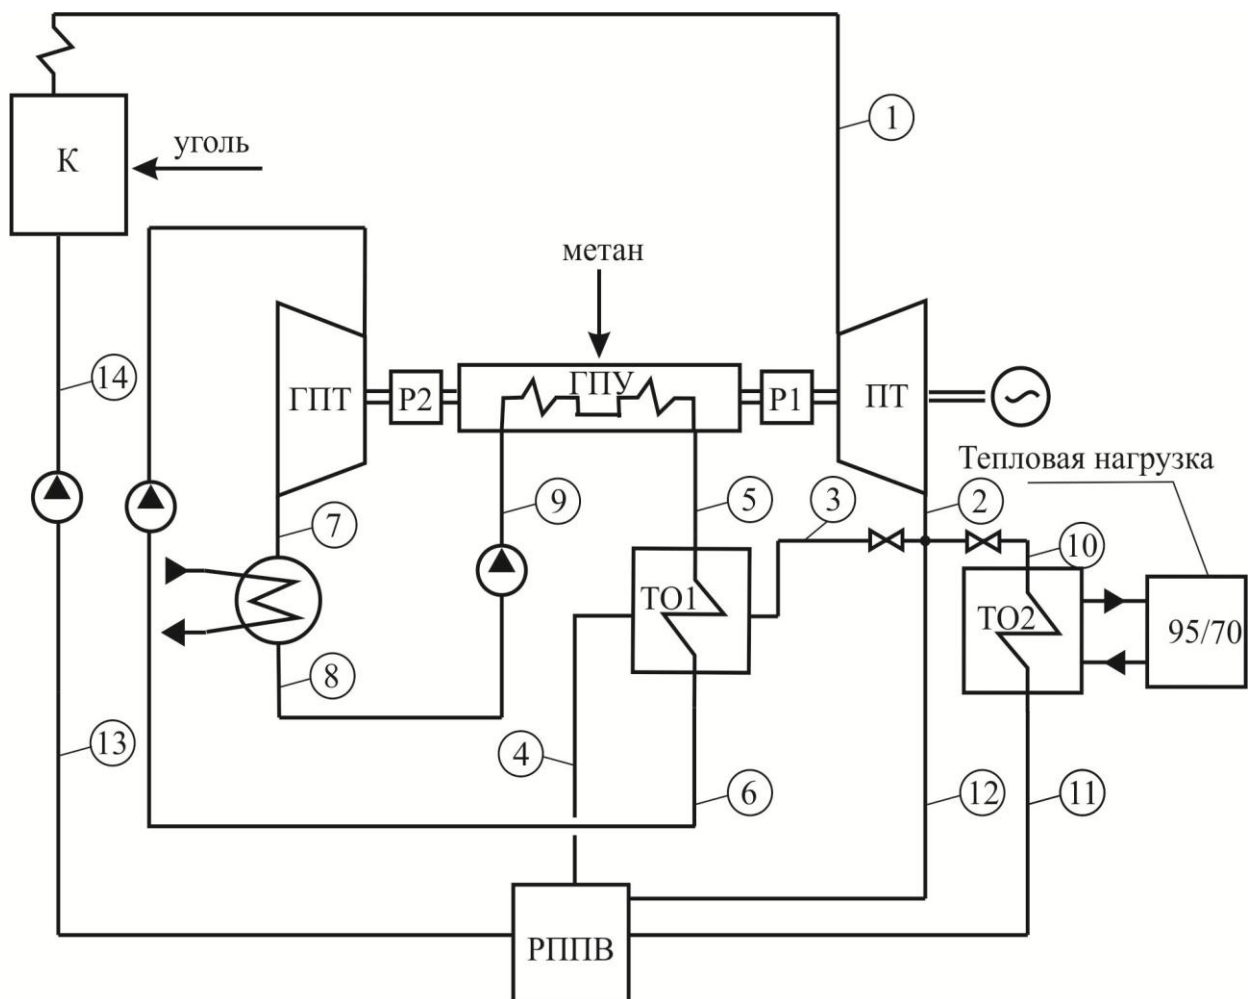 1
уголь
К
метан
14
ГПТ
Р2
ГПУ
Р1
ПТ
Тепловая нагрузка
7
9
5
3
2
10
ТО1
ТО2
95/70
8
13
4
6
12
11
РППВ